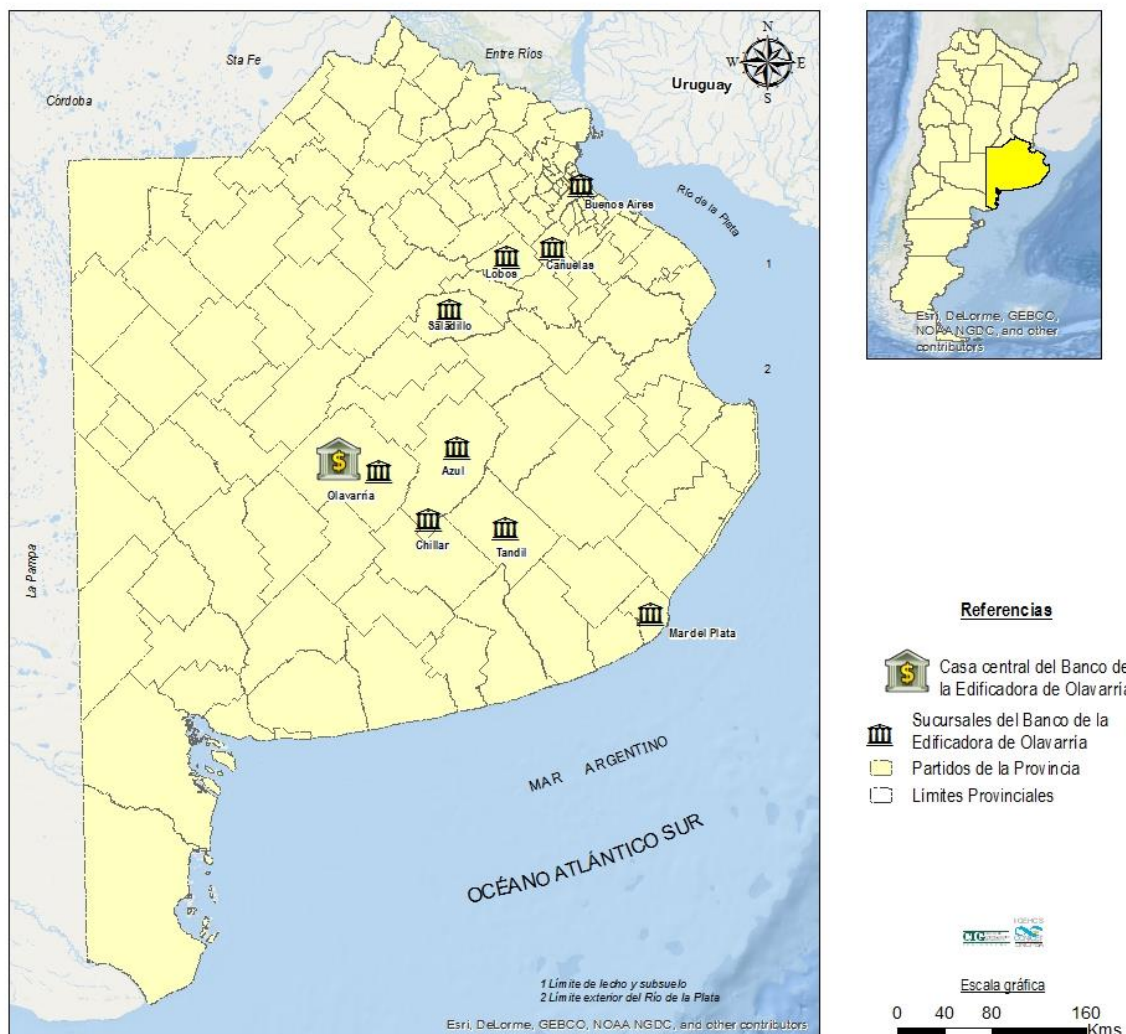 Sta Fe
Entre Ríos
Córdoba
Uruguay
N
W
E
S
Río de la Plata
Buenos Aires
1
Lobos
Cañuelas
Saladillo
2
Azul
Olavarría
Chillar
Tandil
La Pampa
Mar del Plata
MAR ARGENTINO
OCÉANO ATLÁNTICO SUR
1 Límite de lecho y subsuelo
2 Límite exterior del Río de la Plata
Esri, DeLorme, GEBCO, NOAA NGDC, and other contributors
Esri, DeLorme, GEBCO,
NOAA NGDC, and other
contributors
Referencias
Casa central del Banco de
la Edificadora de Olavarría
Sucursales del Banco de la
Edificadora de Olavarría
Partidos de la Provincia
Límites Provinciales
CIG
Escala gráfica
0 40 80 160
Kms